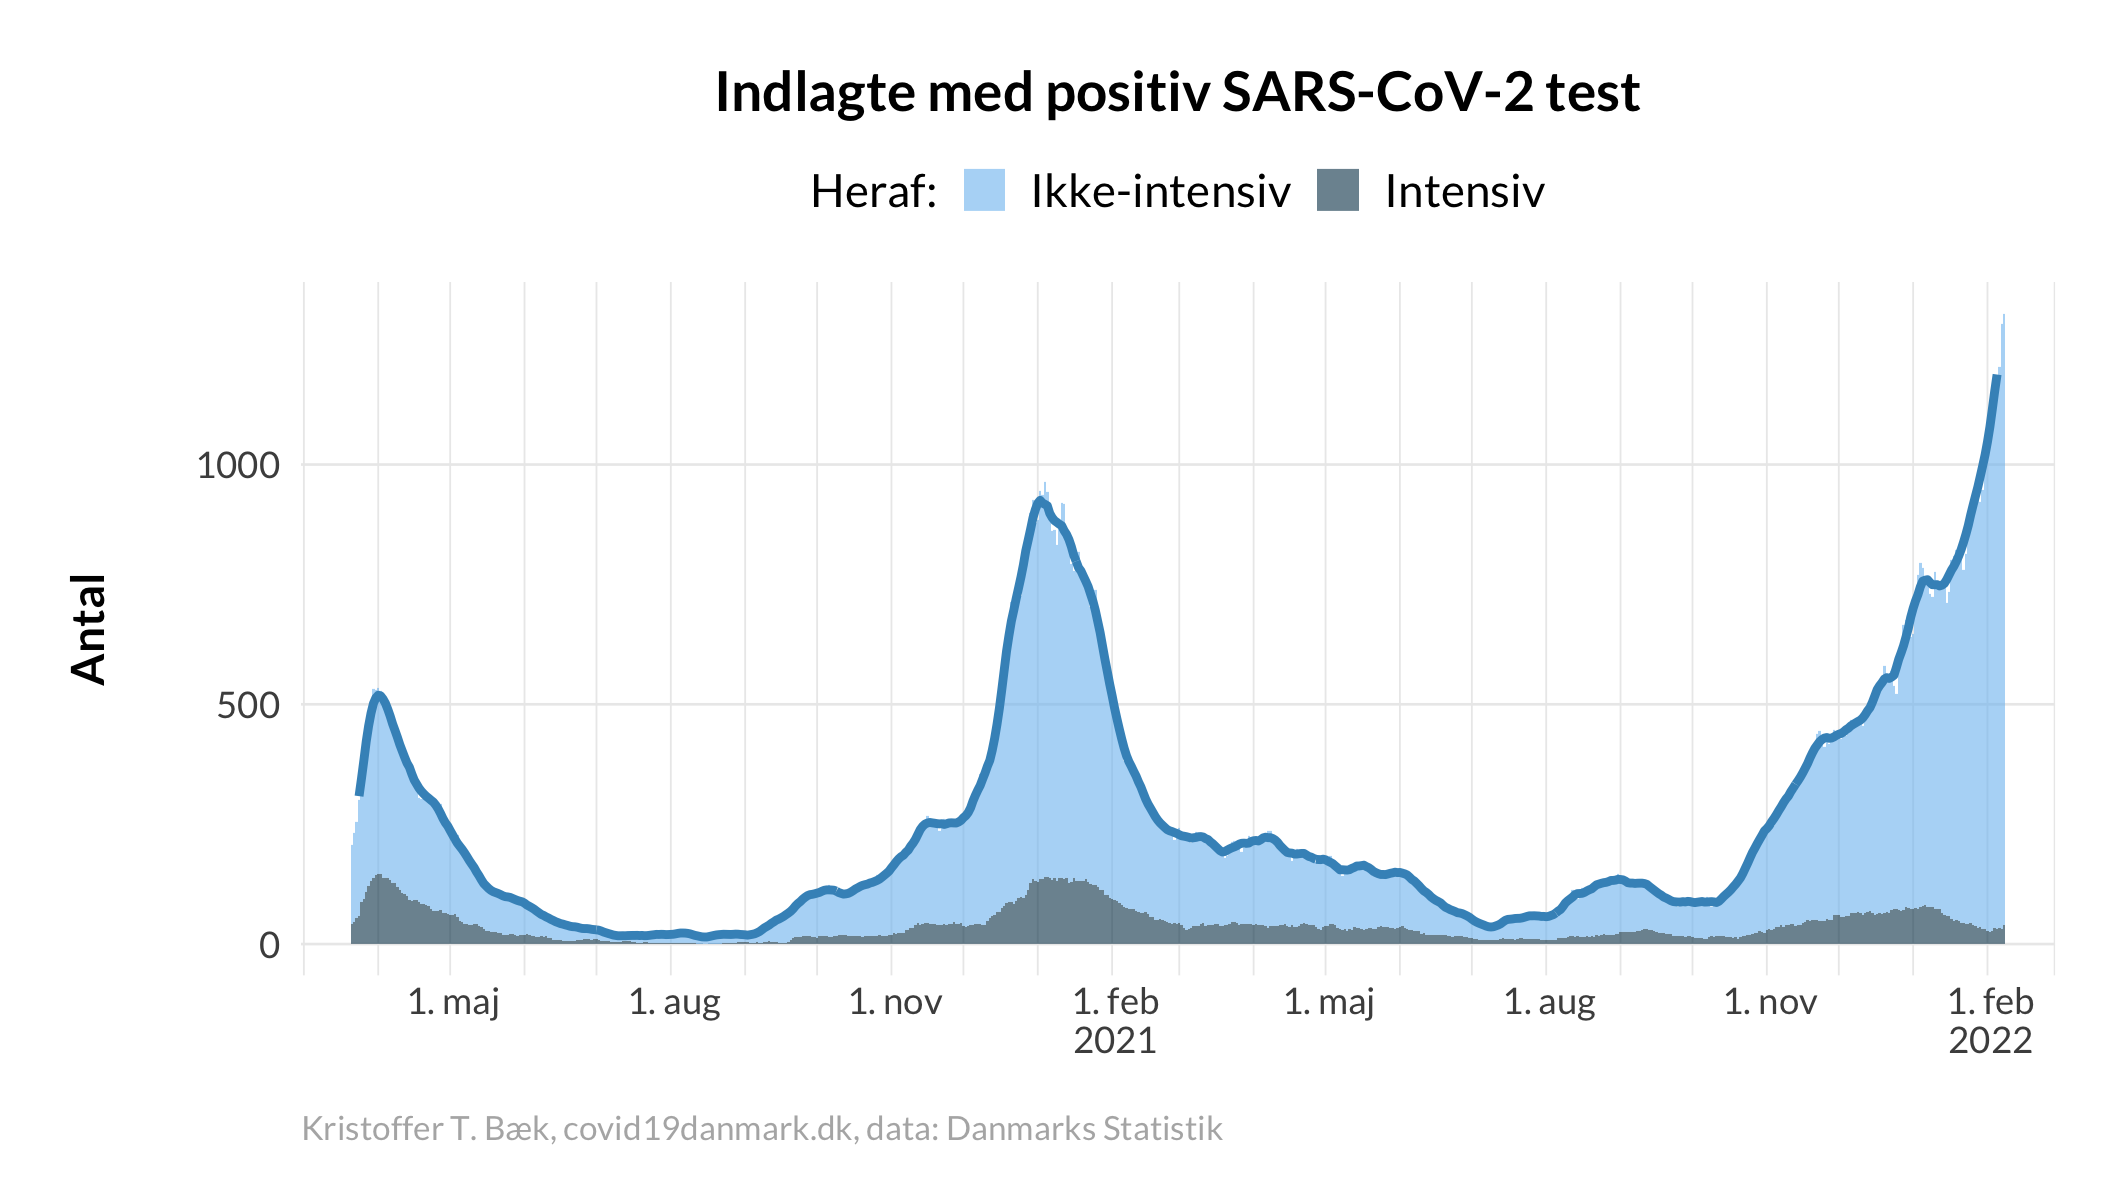 Indlagte med positiv SARS-CoV-2 test
Heraf: Ikke-intensiv Intensiv
Antal
1000
500
0
1. maj 1. aug 1. nov 1. feb 1. maj 1. aug 1. nov 1. feb
2021 2022
Kristoffer T. Bæk, covid19danmark.dk, data: Danmarks Statistik